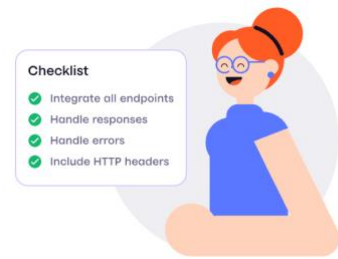 Checklist
Integrate all endpoints
Handle responses
Handle errors
Include HTTP headers